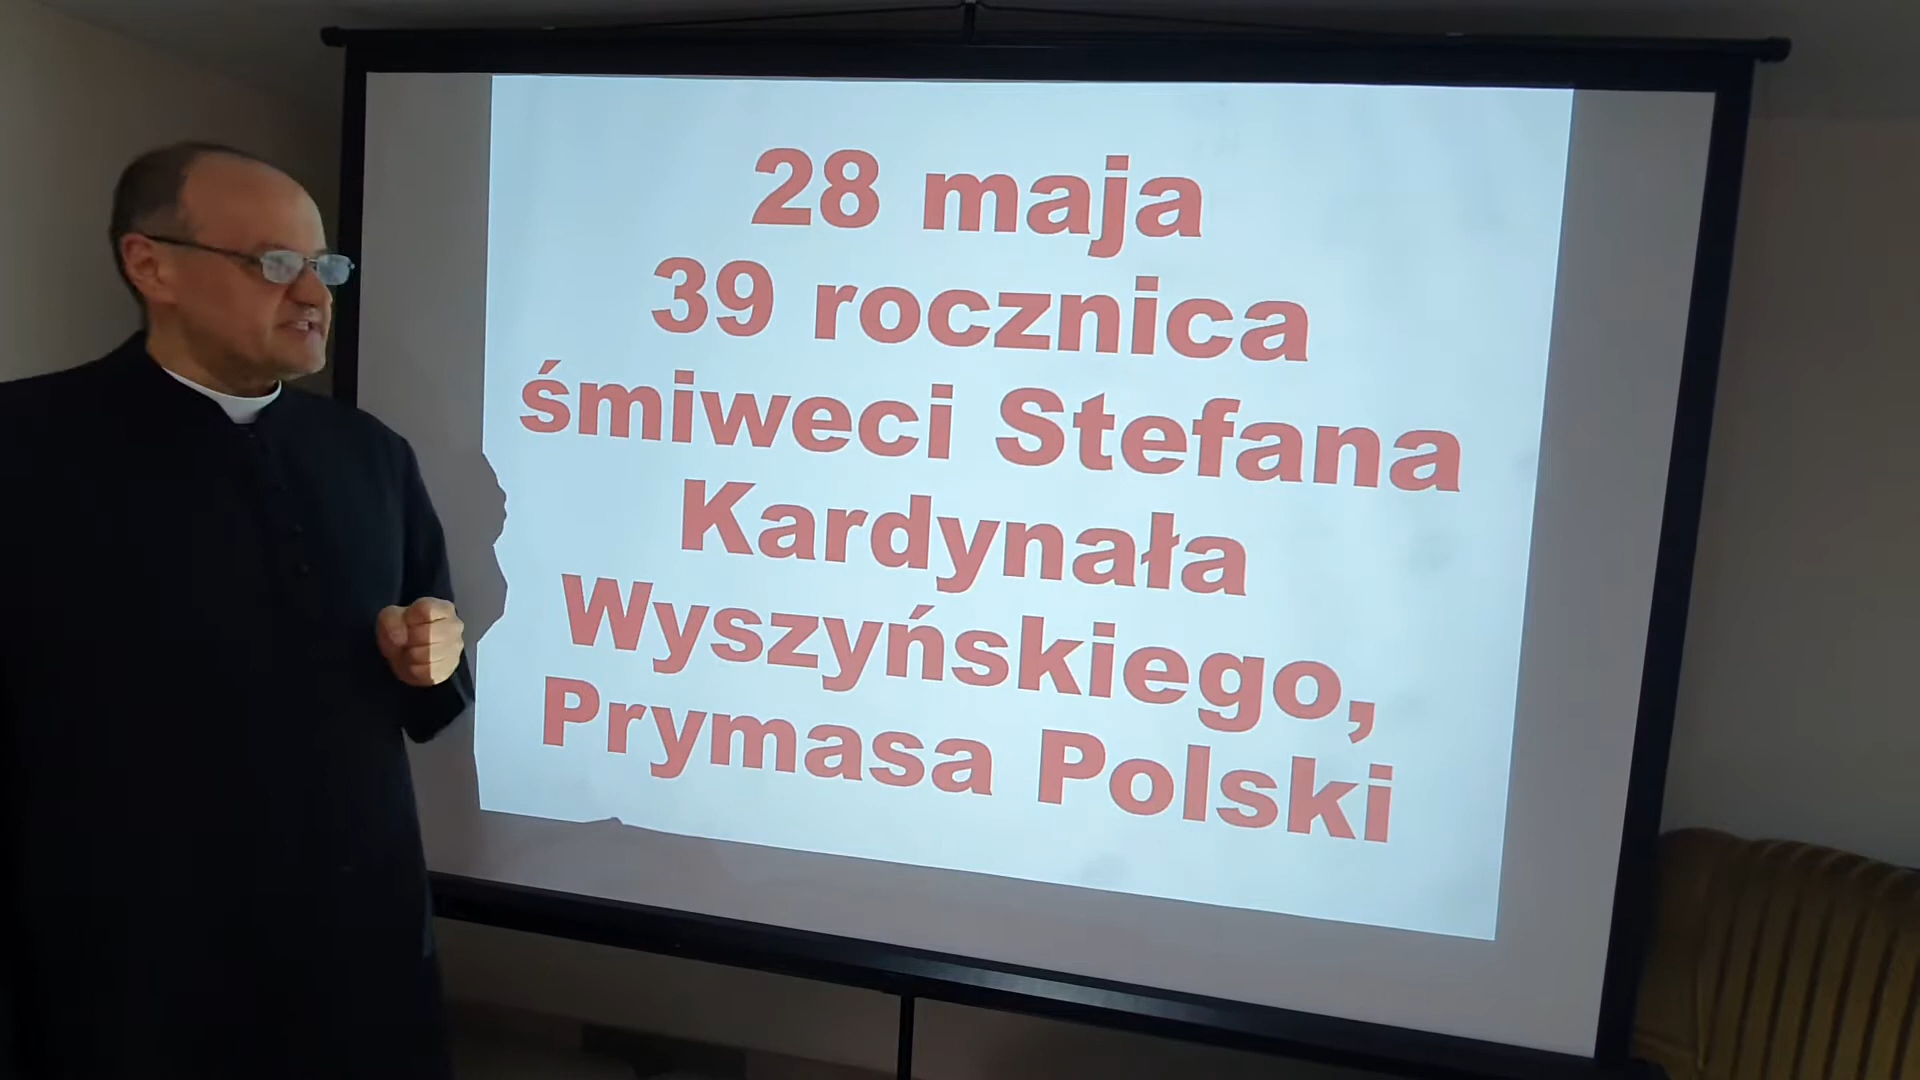 28 maja
39 rocznica
śmiweci Stefana
Kardynała
Wyszyńskiego,
Prymasa Polski